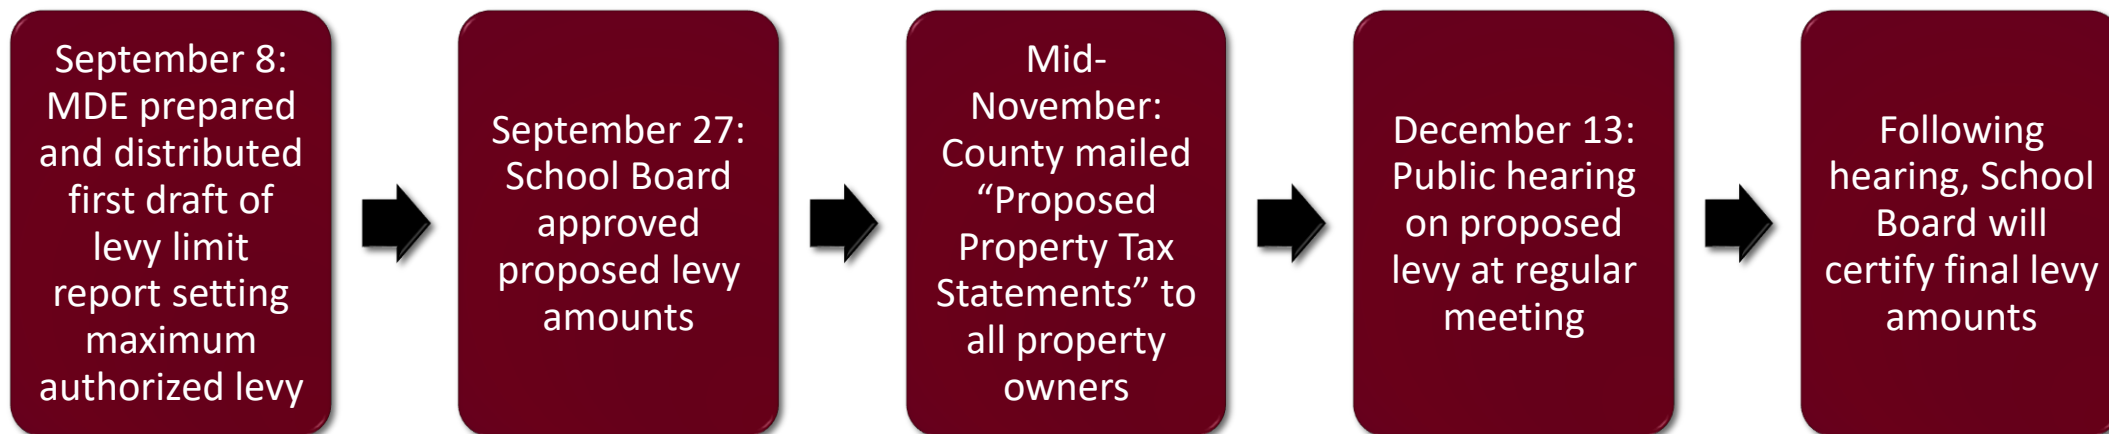 September 8:
MDE prepared
and distributed
first draft of
levy limit
report setting
maximum
authorized levy
September 27:
School Board
approved
proposed levy
amounts
Mid-
November:
County mailed
“Proposed
Property Tax
Statements” to
all property
owners
December 13:
Public hearing
on proposed
levy at regular
meeting
Following
hearing, School
Board will
certify final levy
amounts